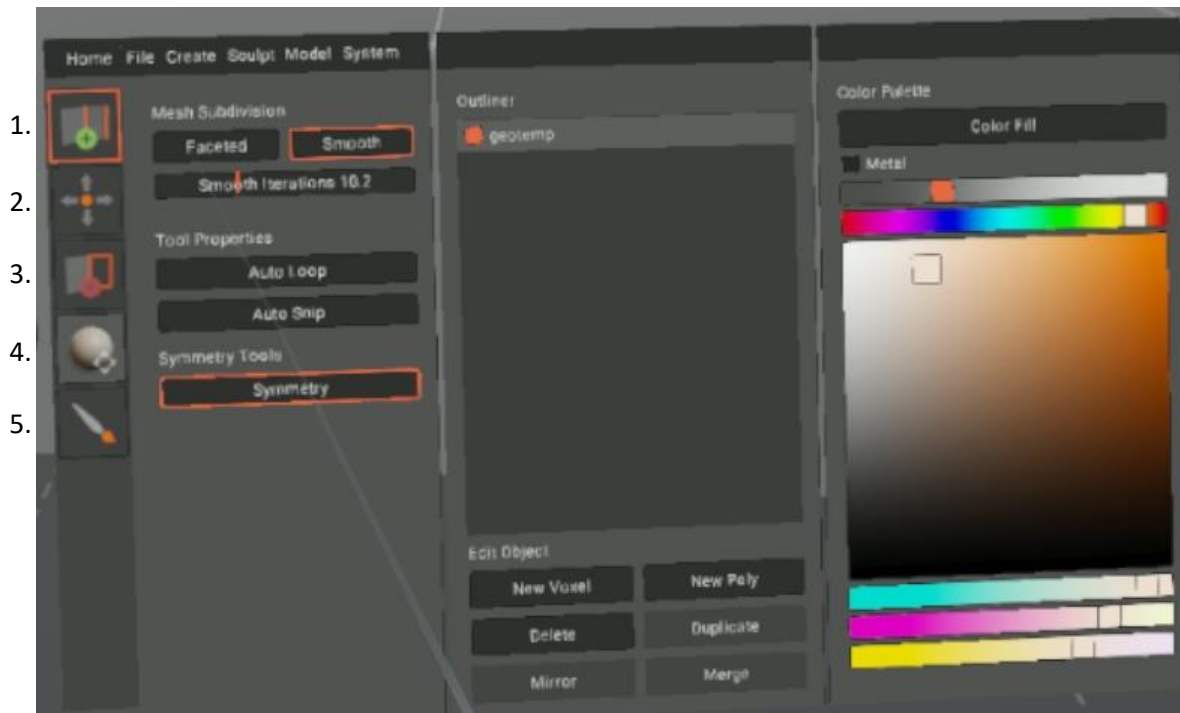 Home File Create Sculpt Model System
1.
2.
3.
4.
5.
Mesh Subdivision
Faceted Smooth
Smooth Iterations 10.2
Tool Properties
Auto Loop
Auto Snip
Symmetry Tools
Symmetry
Outliner
geotemp
Edit Object
New Voxel New Poly
Delete Duplicate
Mirror Merge
Color Palette
Color Fill
Metal